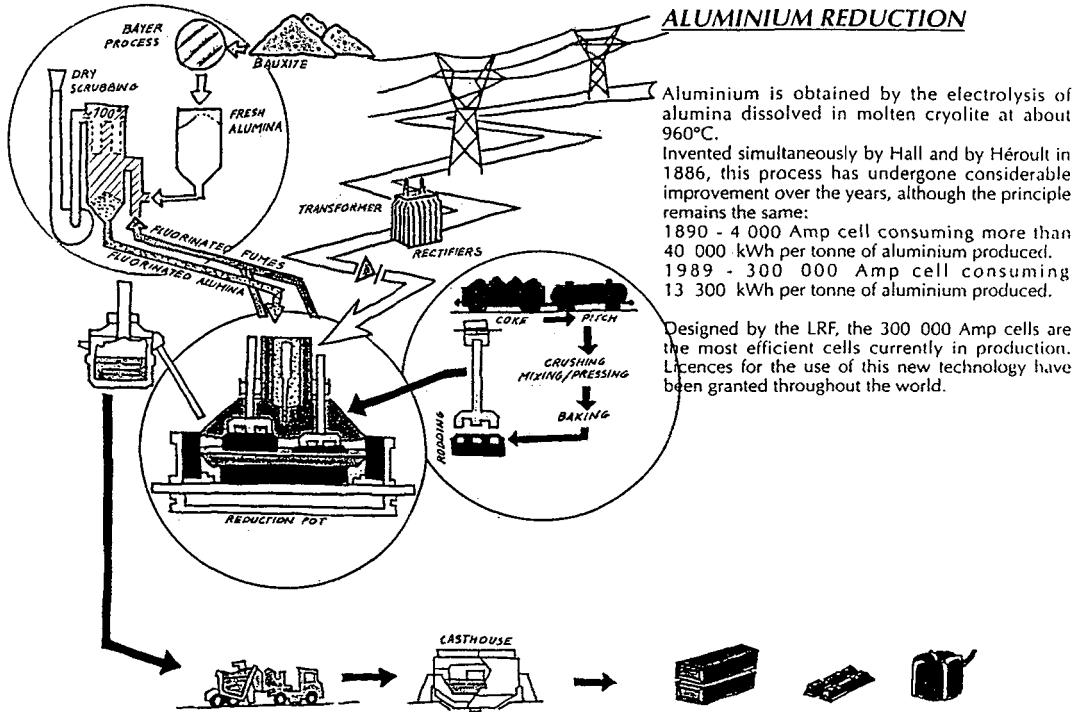 ALUMINIUM REDUCTION
Aluminium is obtained by the electrolysis of
alumina dissolved in molten cryolite at about
960°C.
Invented simultaneously by Hall and by Héroult in
1886, this process has undergone considerable
improvement over the years, although the principle
remains the same:
1890 - 4 000 Amp cell consuming more than
40 000 kWh per tonne of aluminium produced.
1989 - 300 000 Amp cell consuming
13 300 kWh per tonne of aluminium produced.
Designed by the LRF, the 300 000 Amp cells are
the most efficient cells currently in production.
Licences for the use of this new technology have
been granted throughout the world.
BAYER
PROCESS
BAUXITE
DRY
SCRUBBING
100%
FRESH
ALUMINA
TRANSFORMER
RECTIFIERS
FLUORINATED FUMES
FLUORINATED ALUMINA
COKE
PITCH
CRUSHING
MIXING/PRESSING
BAKING
RODDING
REDUCTION POT
CASTHOUSE